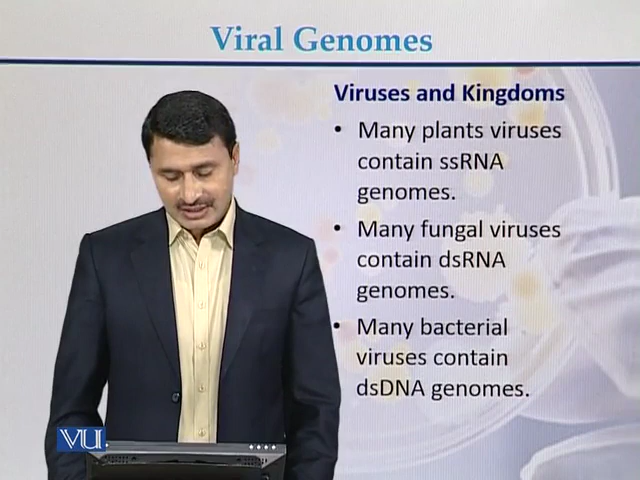 Viral Genomes
Viruses and Kingdoms
• Many plants viruses
contain ssRNA
genomes.
• Many fungal viruses
contain dsRNA
genomes.
• Many bacterial
viruses contain
dsDNA genomes.
VU.